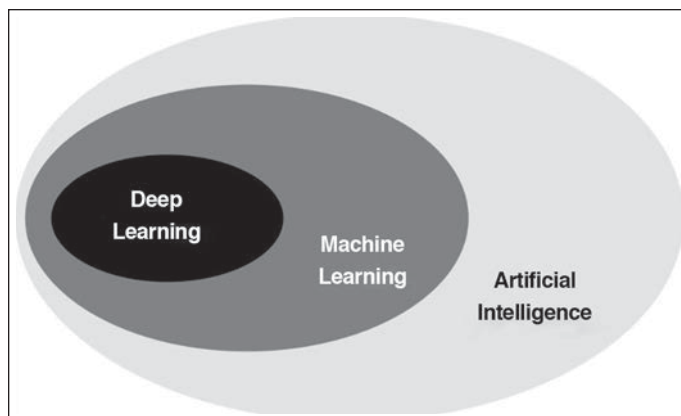 Deep
Learning
Machine
Learning
Artificial
Intelligence